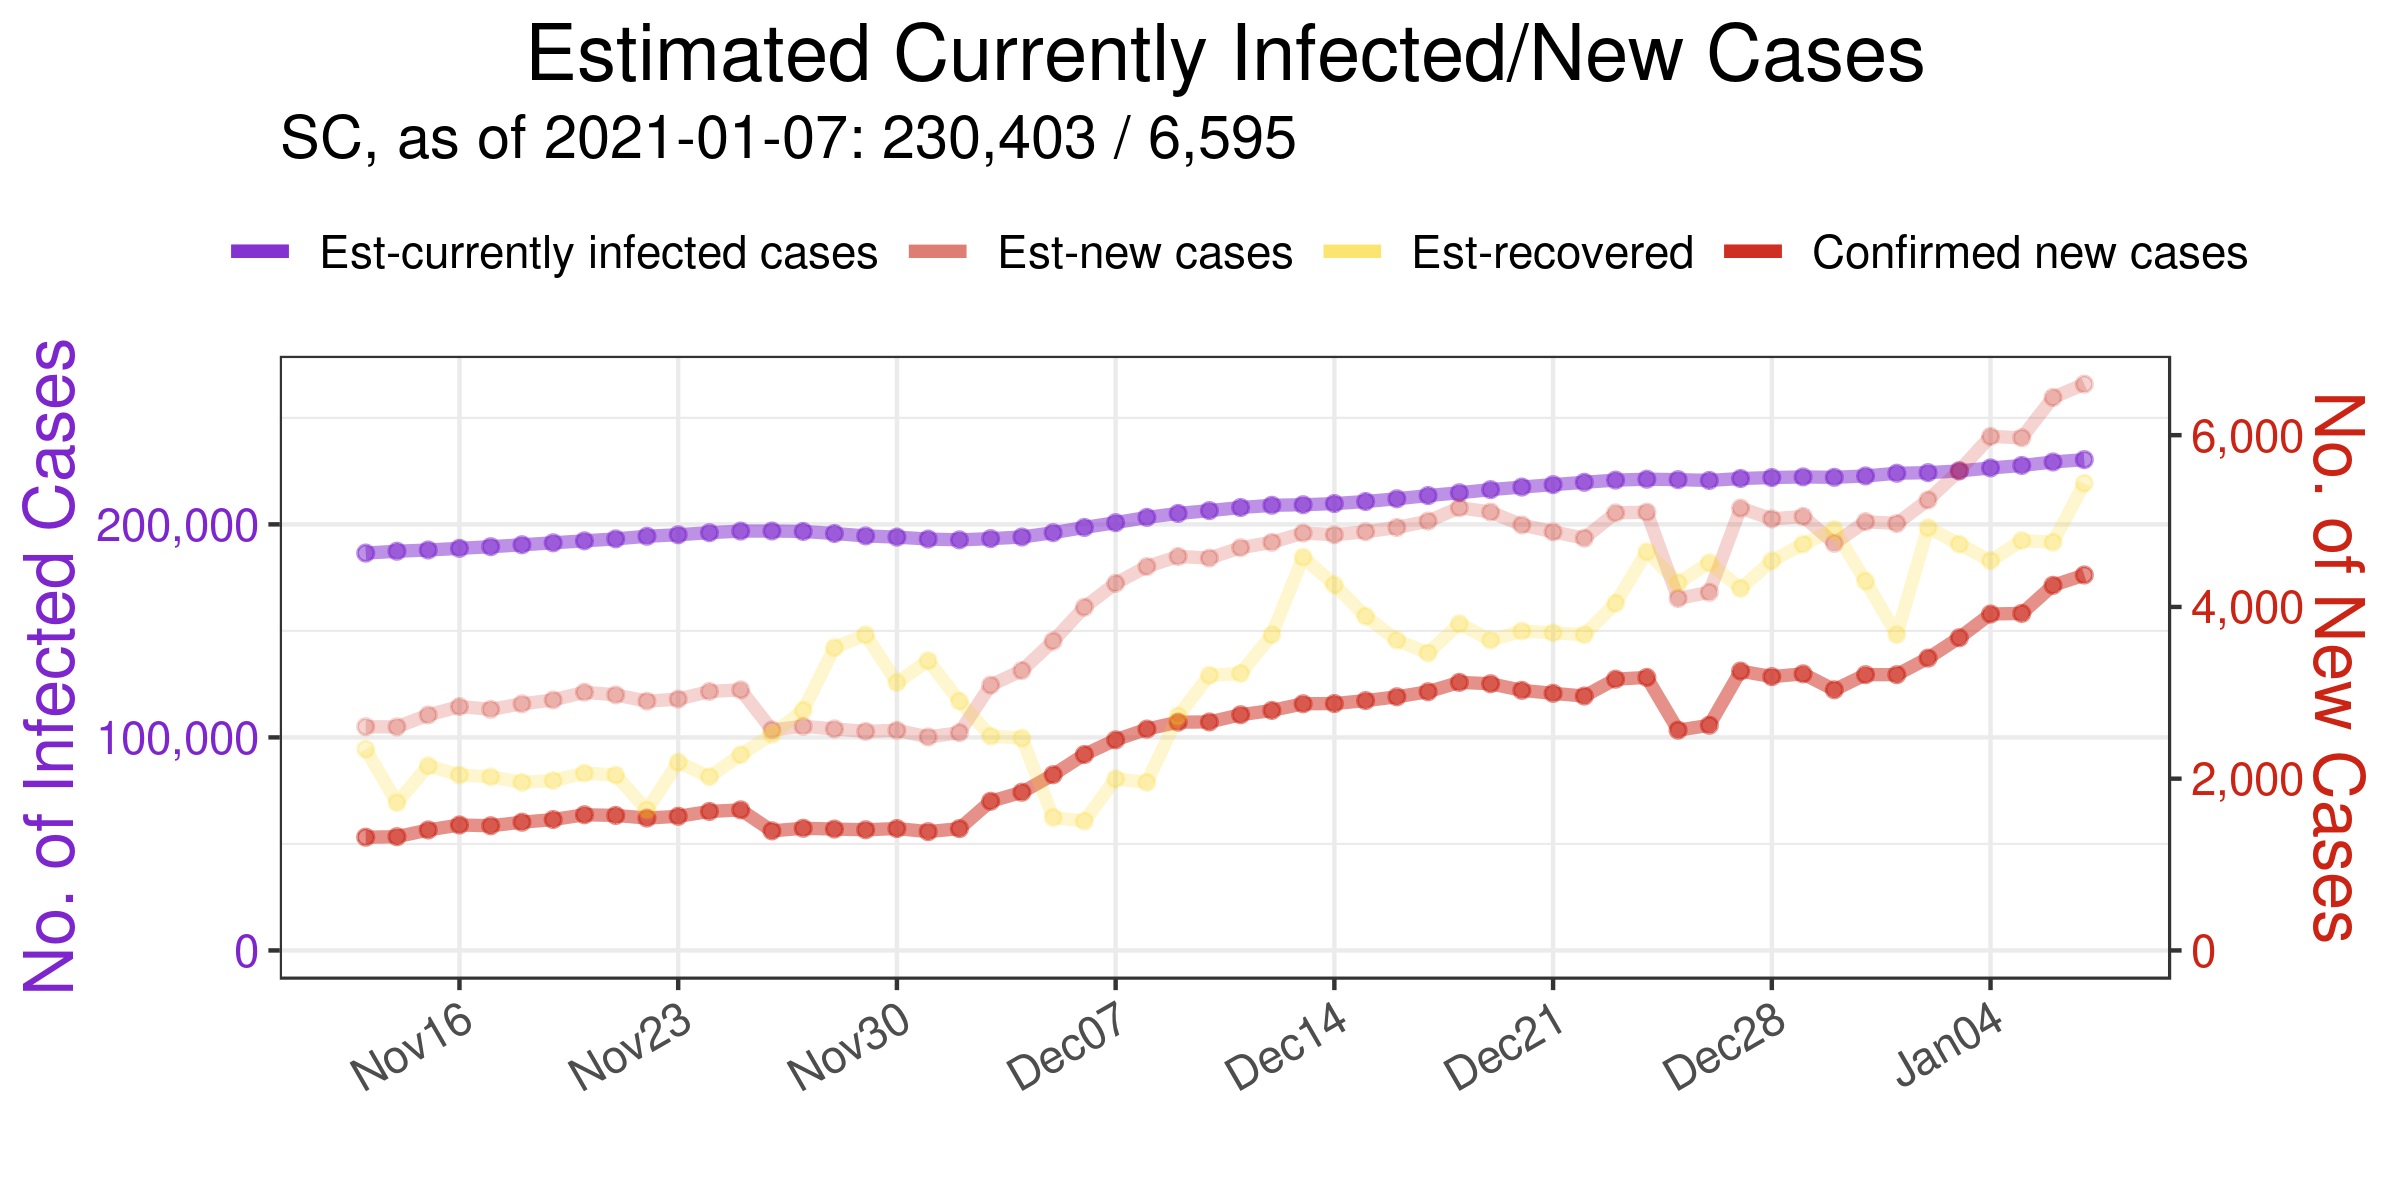 Estimated Currently Infected/New Cases
SC, as of 2021-01-07: 230,403 / 6,595
Est-currently infected cases Est-new cases Est-recovered Confirmed new cases
No. of Infected Cases
200,000
100,000
0
6,000
4,000
2,000
0
No. of New Cases
Nov16 Nov23 Nov30 Dec07 Dec14 Dec21 Dec28 Jan04